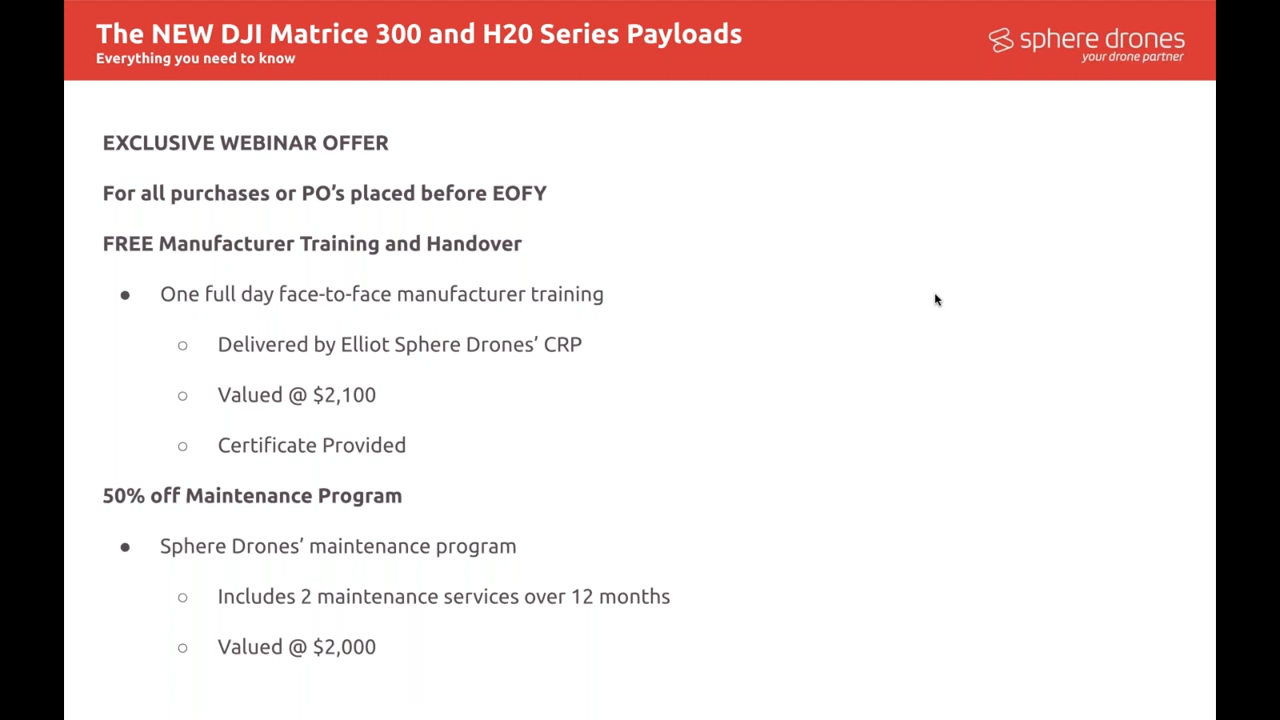 The NEW DJI Matrice 300 and H20 Series Payloads
Everything you need to know
sphere drones
your drone partner
EXCLUSIVE WEBINAR OFFER
For all purchases or PO’s placed before EOFY
FREE Manufacturer Training and Handover
● One full day face-to-face manufacturer training
○ Delivered by Elliot Sphere Drones’ CRP
○ Valued @ $2,100
○ Certificate Provided
50% off Maintenance Program
● Sphere Drones’ maintenance program
○ Includes 2 maintenance services over 12 months
○ Valued @ $2,000